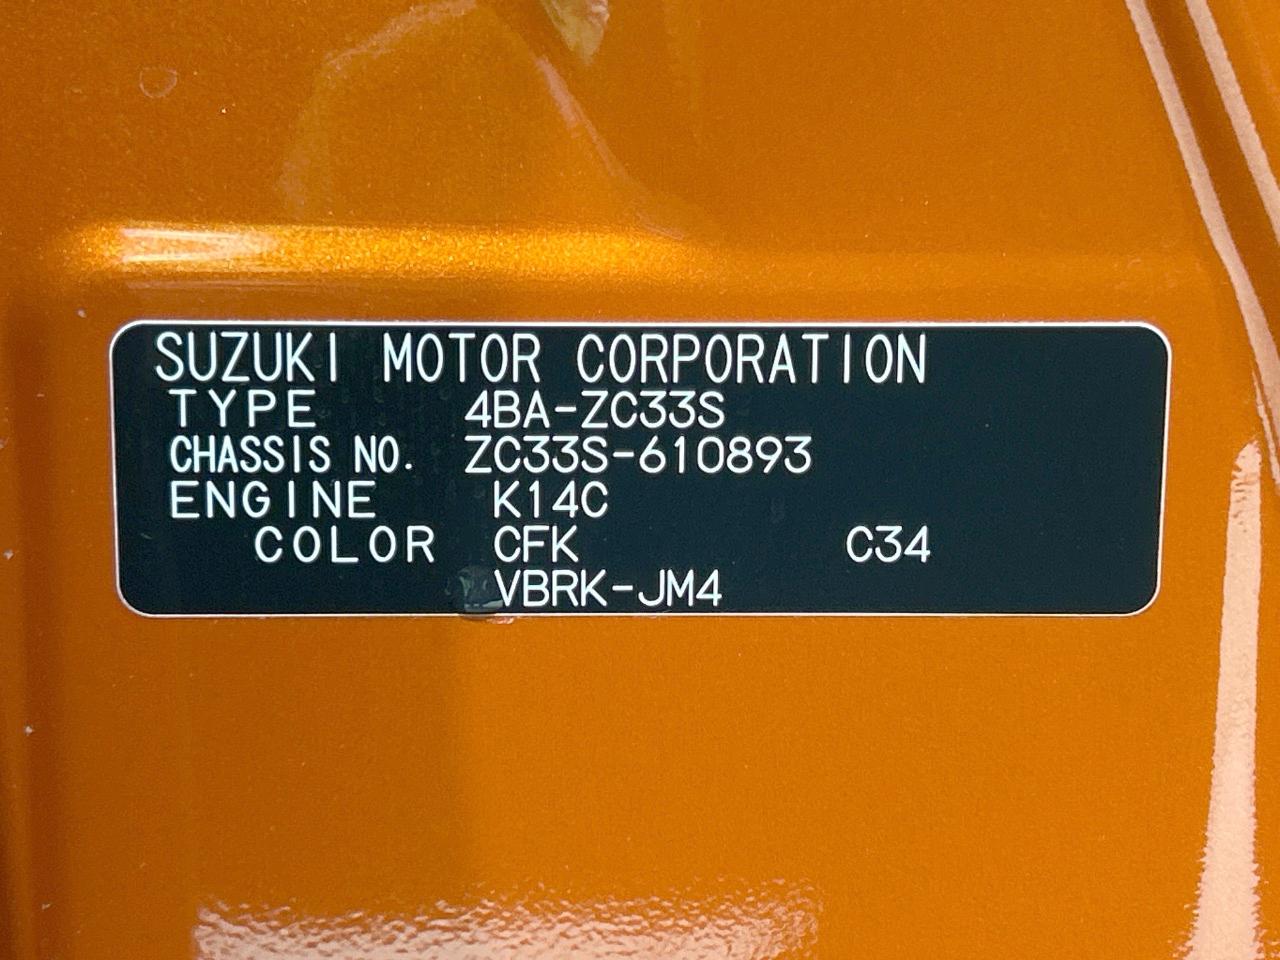 SUZUKI MOTOR CORPORATION
TYPE 4BA-ZC33S
CHASSIS NO. ZC33S-610893
ENGINE K14C
COLOR CFK C34
VBRK-JM4